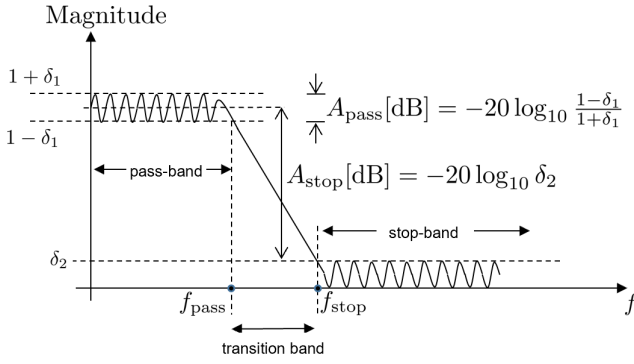 Magnitude
1 + δ₁
1 − δ₁
A_pass[dB] = −20 log₁₀ (1−δ₁)/(1+δ₁)
pass-band
A_stop[dB] = −20 log₁₀ δ₂
stop-band
δ₂
f_pass
f_stop
f
transition band